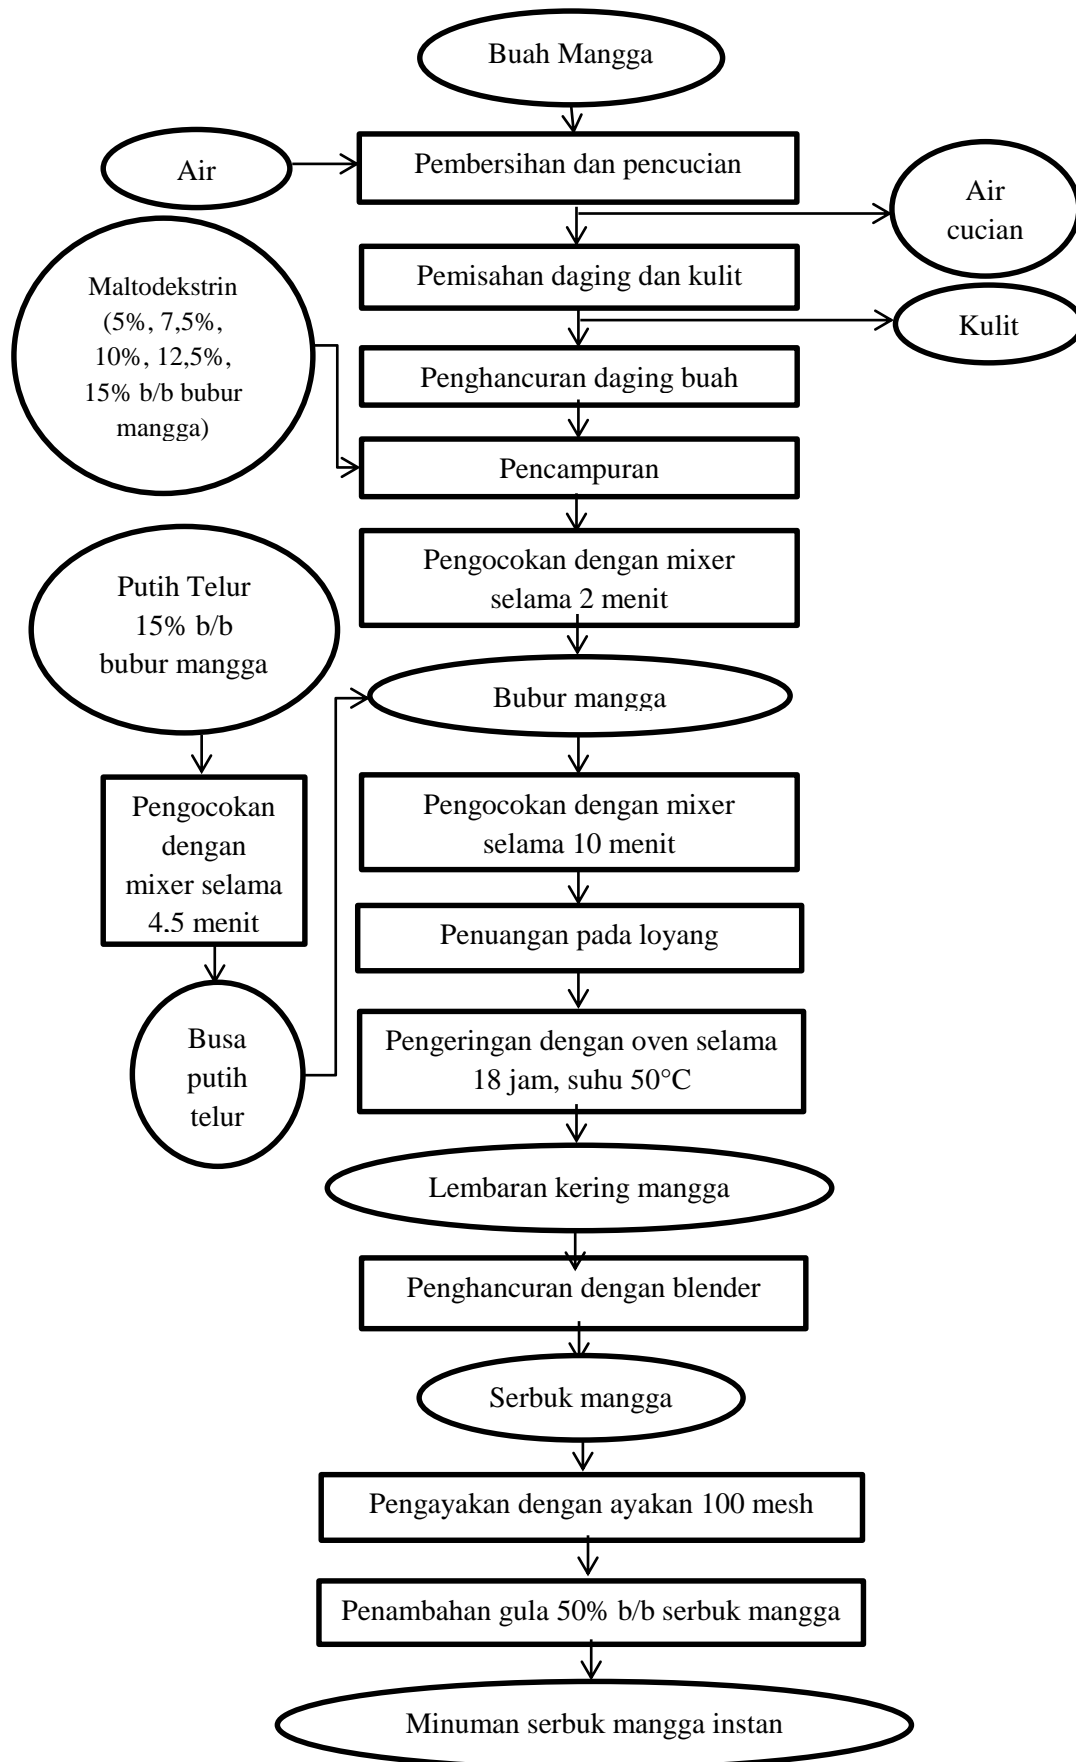 Buah Mangga
Air
Pembersihan dan pencucian
Air
cucian
Pemisahan daging dan kulit
Kulit
Maltodekstrin
(5%, 7,5%,
10%, 12,5%,
15% b/b bubur
mangga)
Penghancuran daging buah
Pencampuran
Pengocokan dengan mixer
selama 2 menit
Putih Telur
15% b/b
bubur mangga
Bubur mangga
Pengocokan
dengan
mixer selama
4,5 menit
Pengocokan dengan mixer
selama 10 menit
Penuangan pada loyang
Busa
putih
telur
Pengeringan dengan oven selama
18 jam, suhu 50°C
Lembaran kering mangga
Penghancuran dengan blender
Serbuk mangga
Pengayakan dengan ayakan 100 mesh
Penambahan gula 50% b/b serbuk mangga
Minuman serbuk mangga instan